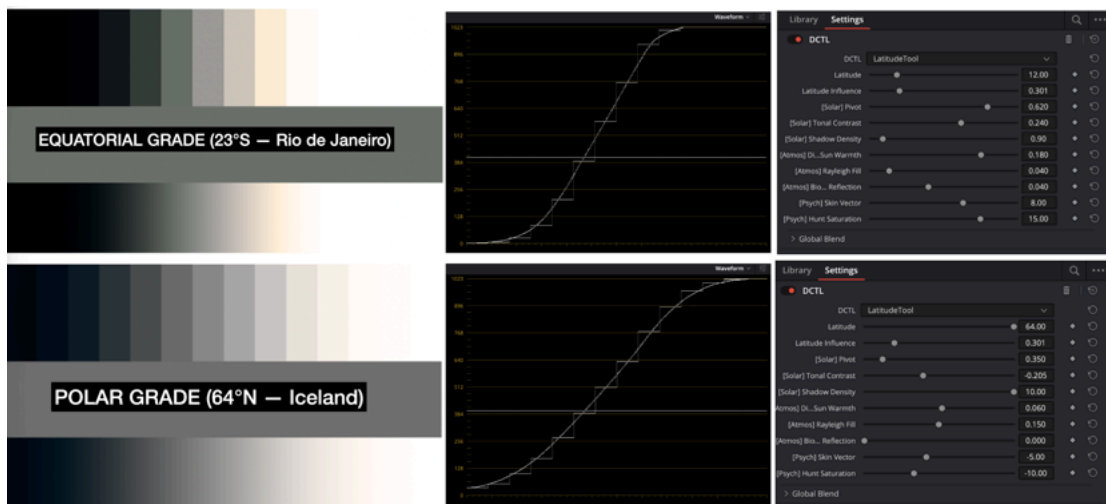 Waveform
1023
896
768
640
512
384
256
128
0
EQUATORIAL GRADE (23°S — Rio de Janeiro)
Library Settings
DCTL
DCTL LatitudeTool
Latitude 12.00
Latitude Influence 0.301
[Solar] Pivot 0.620
[Solar] Tonal Contrast 0.240
[Solar] Shadow Density 0.90
[Atmos] Di...Sun Warmth 0.180
[Atmos] Rayleigh Fill 0.040
[Atmos] Bio... Reflection 0.040
[Psych] Skin Vector 8.00
[Psych] Hunt Saturation 15.00
> Global Blend
Waveform
1023
896
768
640
512
384
256
128
0
POLAR GRADE (64°N — Iceland)
Library Settings
DCTL
DCTL LatitudeTool
Latitude 64.00
Latitude Influence 0.301
[Solar] Pivot 0.350
[Solar] Tonal Contrast -0.205
[Solar] Shadow Density 10.00
Atmos] Di...Sun Warmth 0.060
[Atmos] Rayleigh Fill 0.150
[Atmos] Bio... Reflection 0.000
[Psych] Skin Vector -5.00
[Psych] Hunt Saturation -10.00
> Global Blend